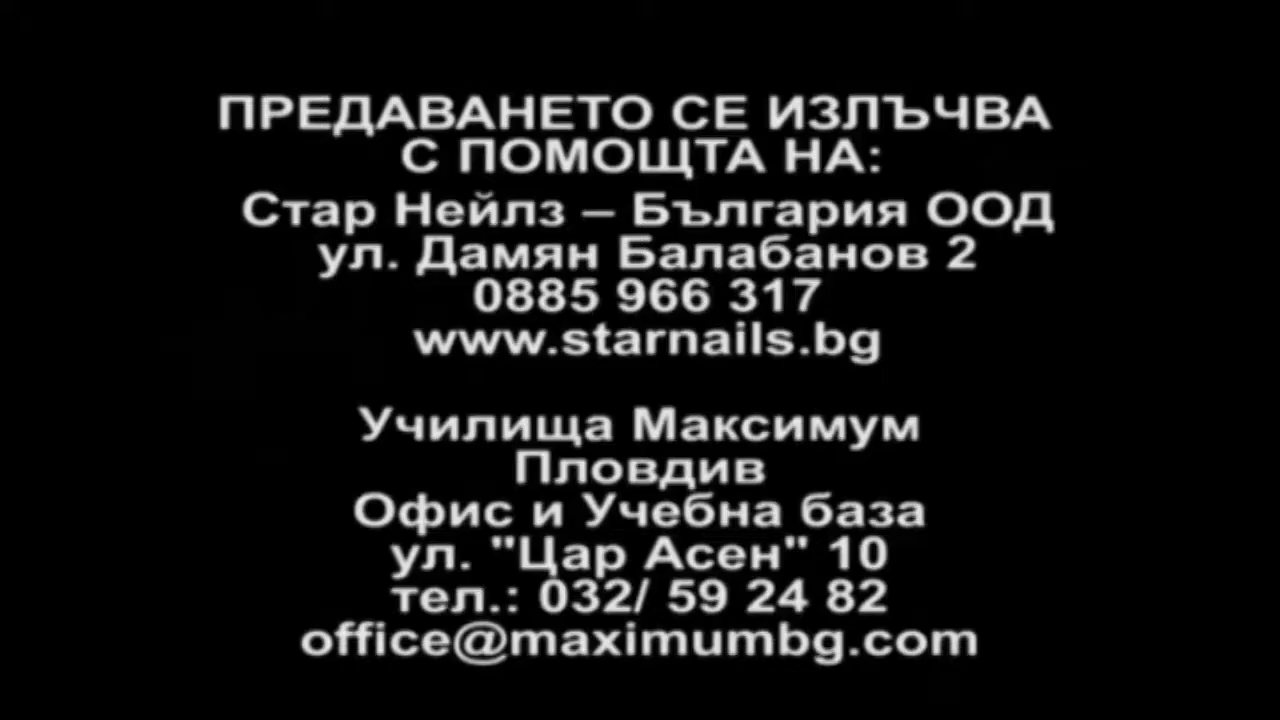 ПРЕДАВАНЕТО СЕ ИЗЛЪЧВА
С ПОМОЩТА НА:
Стар Нейлз – България ООД
ул. Дамян Балабанов 2
0885 966 317
www.starnails.bg
Училища Максимум
Пловдив
Офис и Учебна база
ул. "Цар Асен" 10
тел.: 032/ 59 24 82
office@maximumbg.com